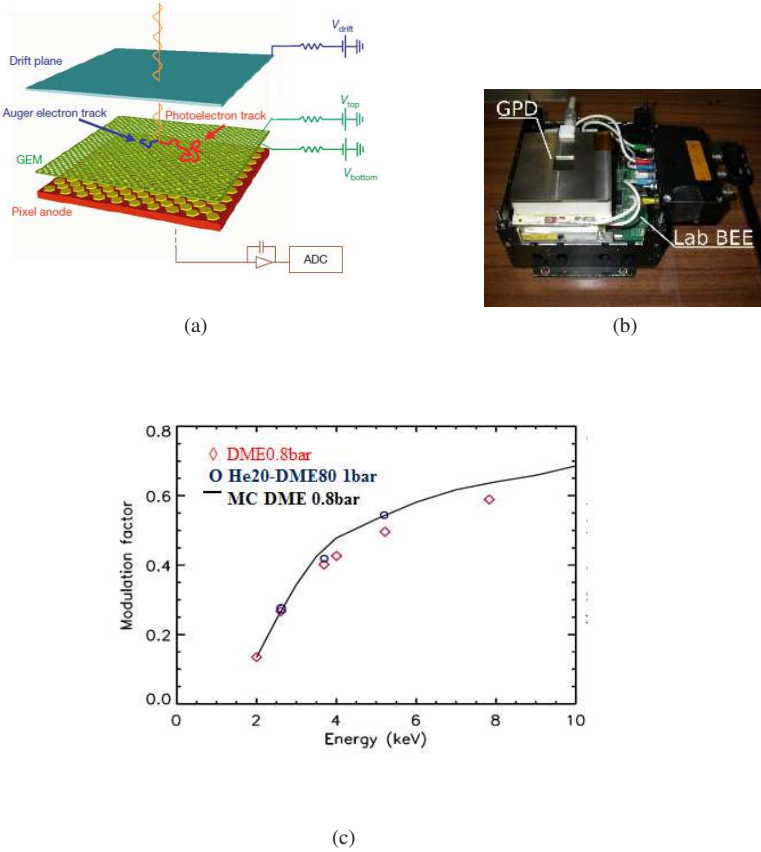 V_drift
Drift plane
Auger electron track
Photoelectron track
V_top
GEM
V_bottom
Pixel anode
ADC
(a)
GPD
Lab BEE
(b)
0.8
0.6
0.4
0.2
0.0
Modulation factor
DME0.8bar
He20-DME80 1bar
MC DME 0.8bar
0 2 4 6 8 10
Energy (keV)
(c)